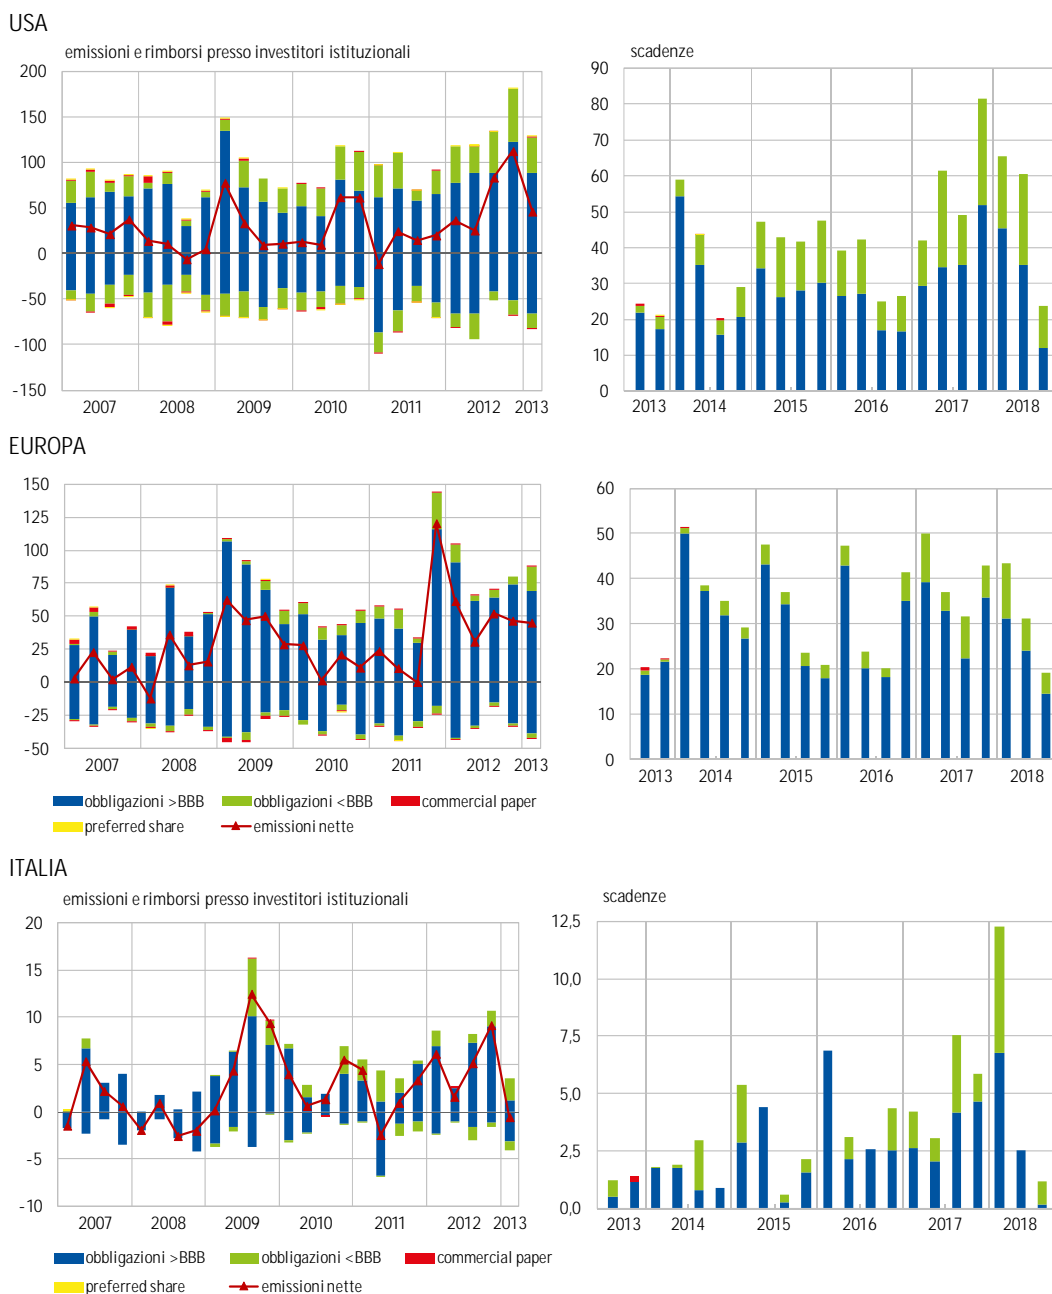 USA
emissioni e rimborsi presso investitori istituzionali
200
150
100
50
0
-50
-100
-150
2007 2008 2009 2010 2011 2012 2013
scadenze
90
80
70
60
50
40
30
20
10
0
2013 2014 2015 2016 2017 2018
EUROPA
150
125
100
75
50
25
0
-25
-50
2007 2008 2009 2010 2011 2012 2013
60
50
40
30
20
10
0
2013 2014 2015 2016 2017 2018
obbligazioni >BBB obbligazioni <BBB commercial paper
preferred share emissioni nette
ITALIA
emissioni e rimborsi presso investitori istituzionali
20
15
10
5
0
-5
-10
2007 2008 2009 2010 2011 2012 2013
scadenze
12,5
10,0
7,5
5,0
2,5
0,0
2013 2014 2015 2016 2017 2018
obbligazioni >BBB obbligazioni <BBB commercial paper
preferred share emissioni nette